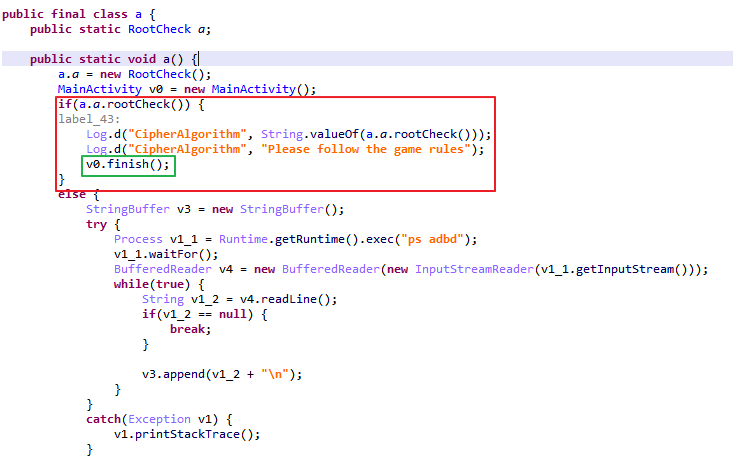 public final class a {
    public static RootCheck a;

    public static void a() {
        a.a = new RootCheck();
        MainActivity v0 = new MainActivity();
        if(a.a.rootCheck()) {
        label_43:
            Log.d("CipherAlgorithm", String.valueOf(a.a.rootCheck()));
            Log.d("CipherAlgorithm", "Please follow the game rules");
            v0.finish();
        }
        else {
            StringBuffer v3 = new StringBuffer();
            try {
                Process v1_1 = Runtime.getRuntime().exec("ps adbd");
                v1_1.waitFor();
                BufferedReader v4 = new BufferedReader(new InputStreamReader(v1_1.getInputStream()));
                while(true) {
                    String v1_2 = v4.readLine();
                    if(v1_2 == null) {
                        break;
                    }

                    v3.append(v1_2 + "\n");
                }
            }
            catch(Exception v1) {
                v1.printStackTrace();
            }